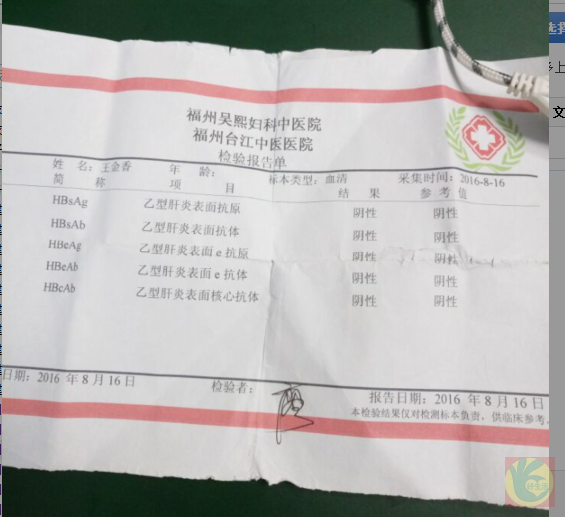 福州吴熙妇科中医院
福州台江中医医院
检验报告单
姓 名：王金香 年 龄： 标本类型：血清 采集时间：2016-8-16
简 称 项 目 结 果 参 考 值
HBsAg 乙型肝炎表面抗原 阴性 阴性
HBsAb 乙型肝炎表面抗体 阴性 阴性
HBeAg 乙型肝炎表面e抗原 阴性 阴性
HBeAb 乙型肝炎表面e抗体 阴性 阴性
HBcAb 乙型肝炎表面核心抗体 阴性 阴性
日期：2016 年 8 月 16 日 检验者： 报告日期：2016 年 8 月 16 日
本检验结果仅对检测标本负责，供临床参考。
选择
上
文